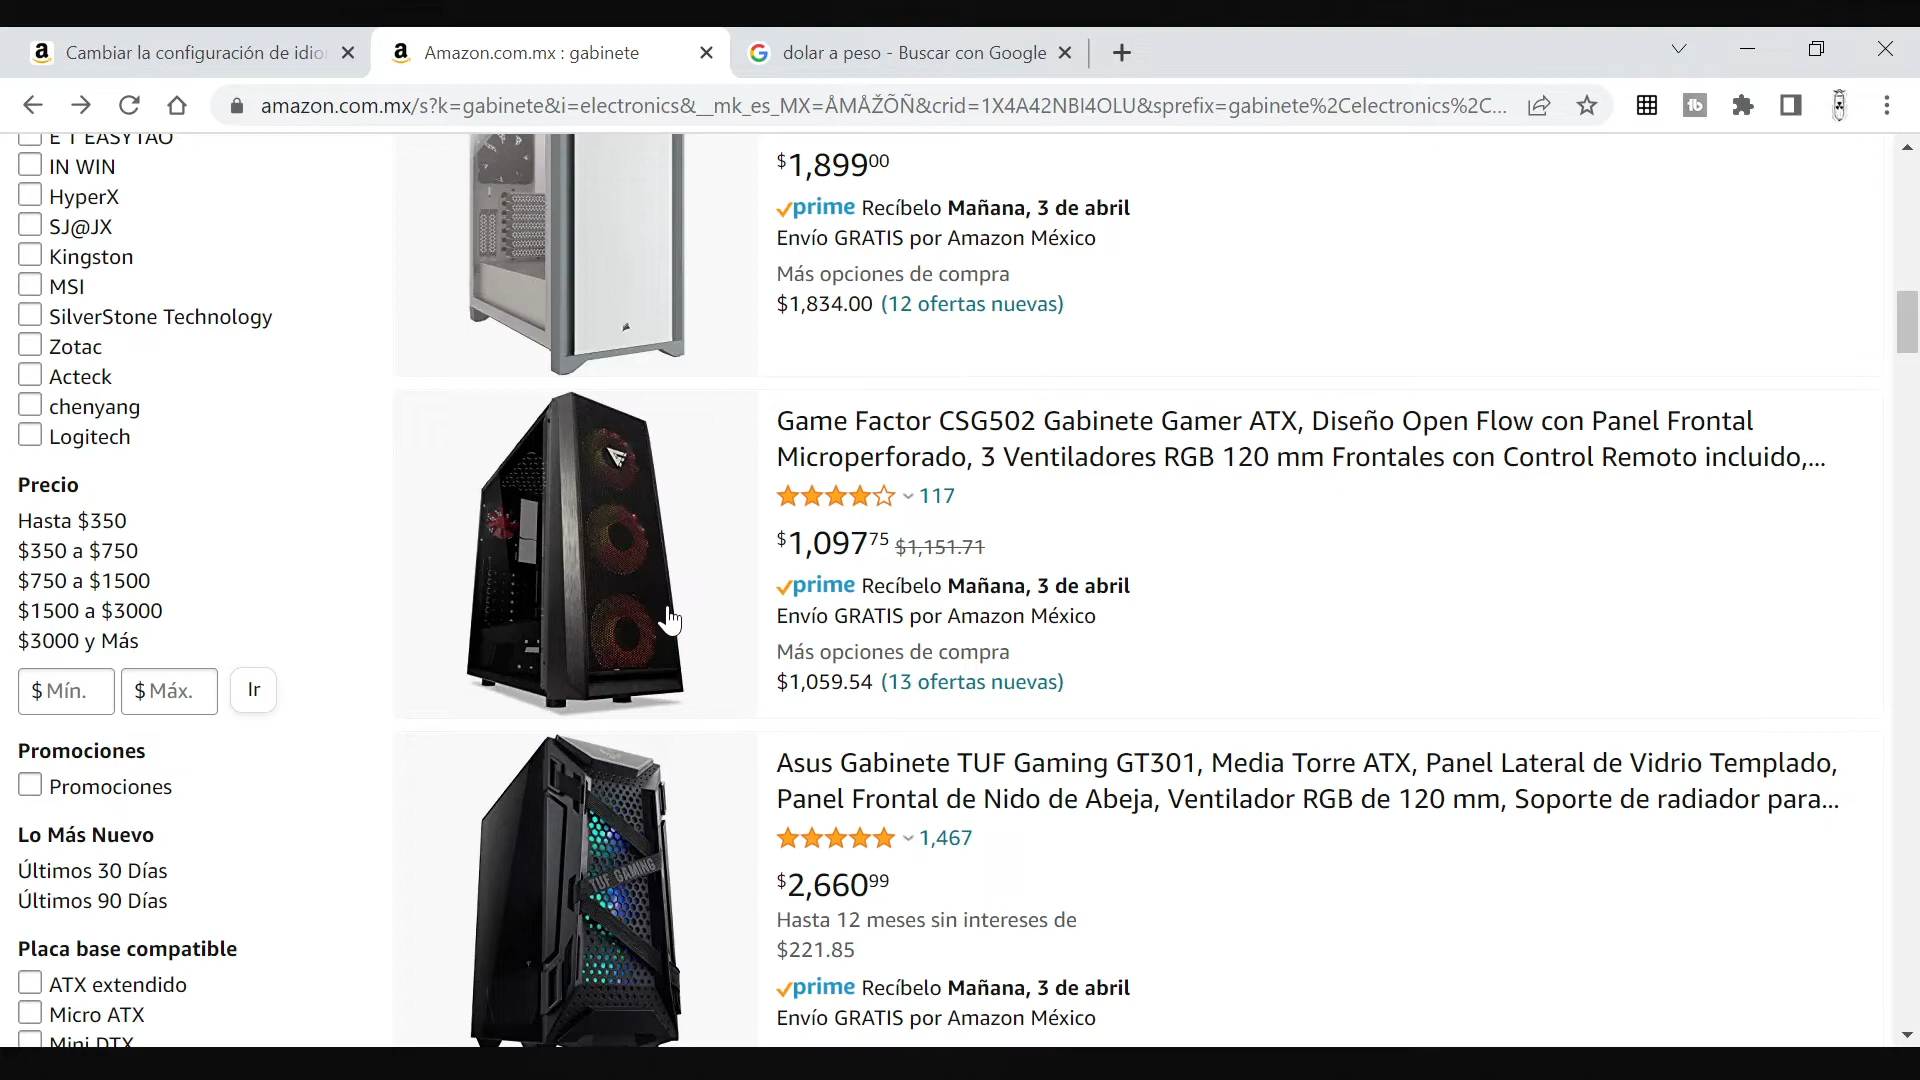 Cambiar la configuración de idio
Amazon.com.mx : gabinete
dolar a peso - Buscar con Google
amazon.com.mx/s?k=gabinete&i=electronics&__mk_es_MX=ÅMÅŽÕÑ&crid=1X4A42NBI4OLU&sprefix=gabinete%2Celectronics%2C...
E T EASYTAO
IN WIN
HyperX
SJ@JX
Kingston
MSI
SilverStone Technology
Zotac
Acteck
chenyang
Logitech
Precio
Hasta $350
$350 a $750
$750 a $1500
$1500 a $3000
$3000 y Más
$ Mín.
$ Máx.
Ir
Promociones
Promociones
Lo Más Nuevo
Últimos 30 Días
Últimos 90 Días
Placa base compatible
ATX extendido
Micro ATX
Mini DTX
$1,89900
prime Recíbelo Mañana, 3 de abril
Envío GRATIS por Amazon México
Más opciones de compra
$1,834.00 (12 ofertas nuevas)
Game Factor CSG502 Gabinete Gamer ATX, Diseño Open Flow con Panel Frontal
Microperforado, 3 Ventiladores RGB 120 mm Frontales con Control Remoto incluido,...
117
$1,09775 $1,151.71
prime Recíbelo Mañana, 3 de abril
Envío GRATIS por Amazon México
Más opciones de compra
$1,059.54 (13 ofertas nuevas)
TUF GAMING
Asus Gabinete TUF Gaming GT301, Media Torre ATX, Panel Lateral de Vidrio Templado,
Panel Frontal de Nido de Abeja, Ventilador RGB de 120 mm, Soporte de radiador para...
1,467
$2,66099
Hasta 12 meses sin intereses de
$221.85
prime Recíbelo Mañana, 3 de abril
Envío GRATIS por Amazon México